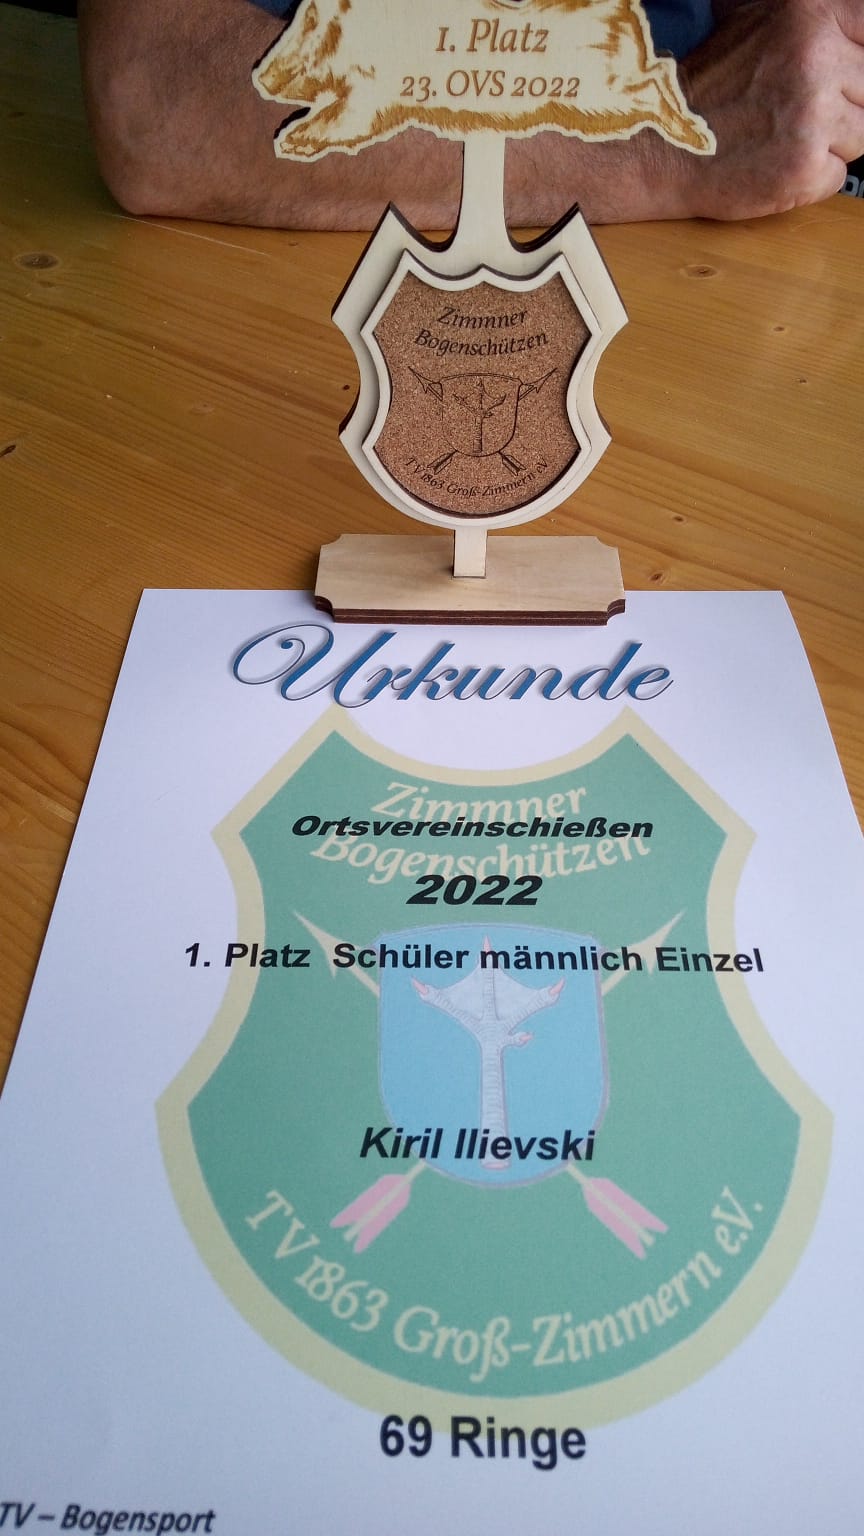 1. Platz
23. OVS 2022
Zimmner
Bogenschützen
TV 1863 Groß-Zimmern e.V.
Urkunde
Zimmner
Ortsvereinschießen
Bogenschützen
2022
1. Platz Schüler männlich Einzel
Kiril Ilievski
TV 1863 Groß-Zimmern e.V.
69 Ringe
TV – Bogensport